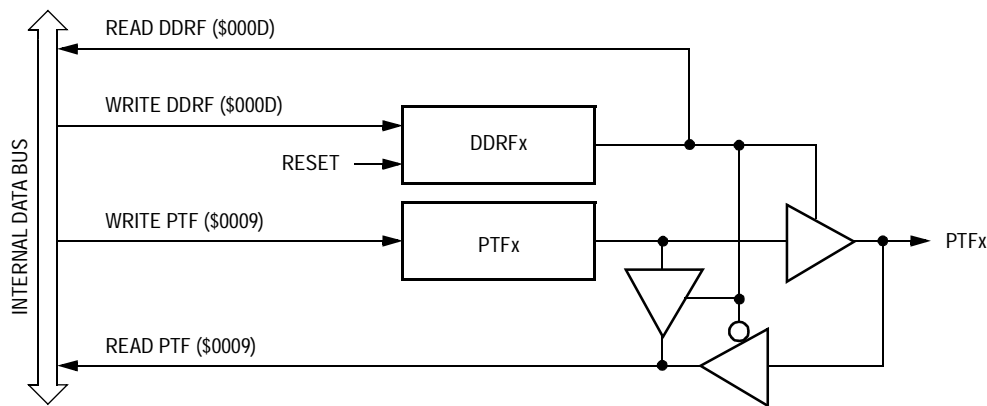 READ DDRF ($000D)
WRITE DDRF ($000D)
DDRFx
RESET
INTERNAL DATA BUS
WRITE PTF ($0009)
PTFx
PTFx
READ PTF ($0009)